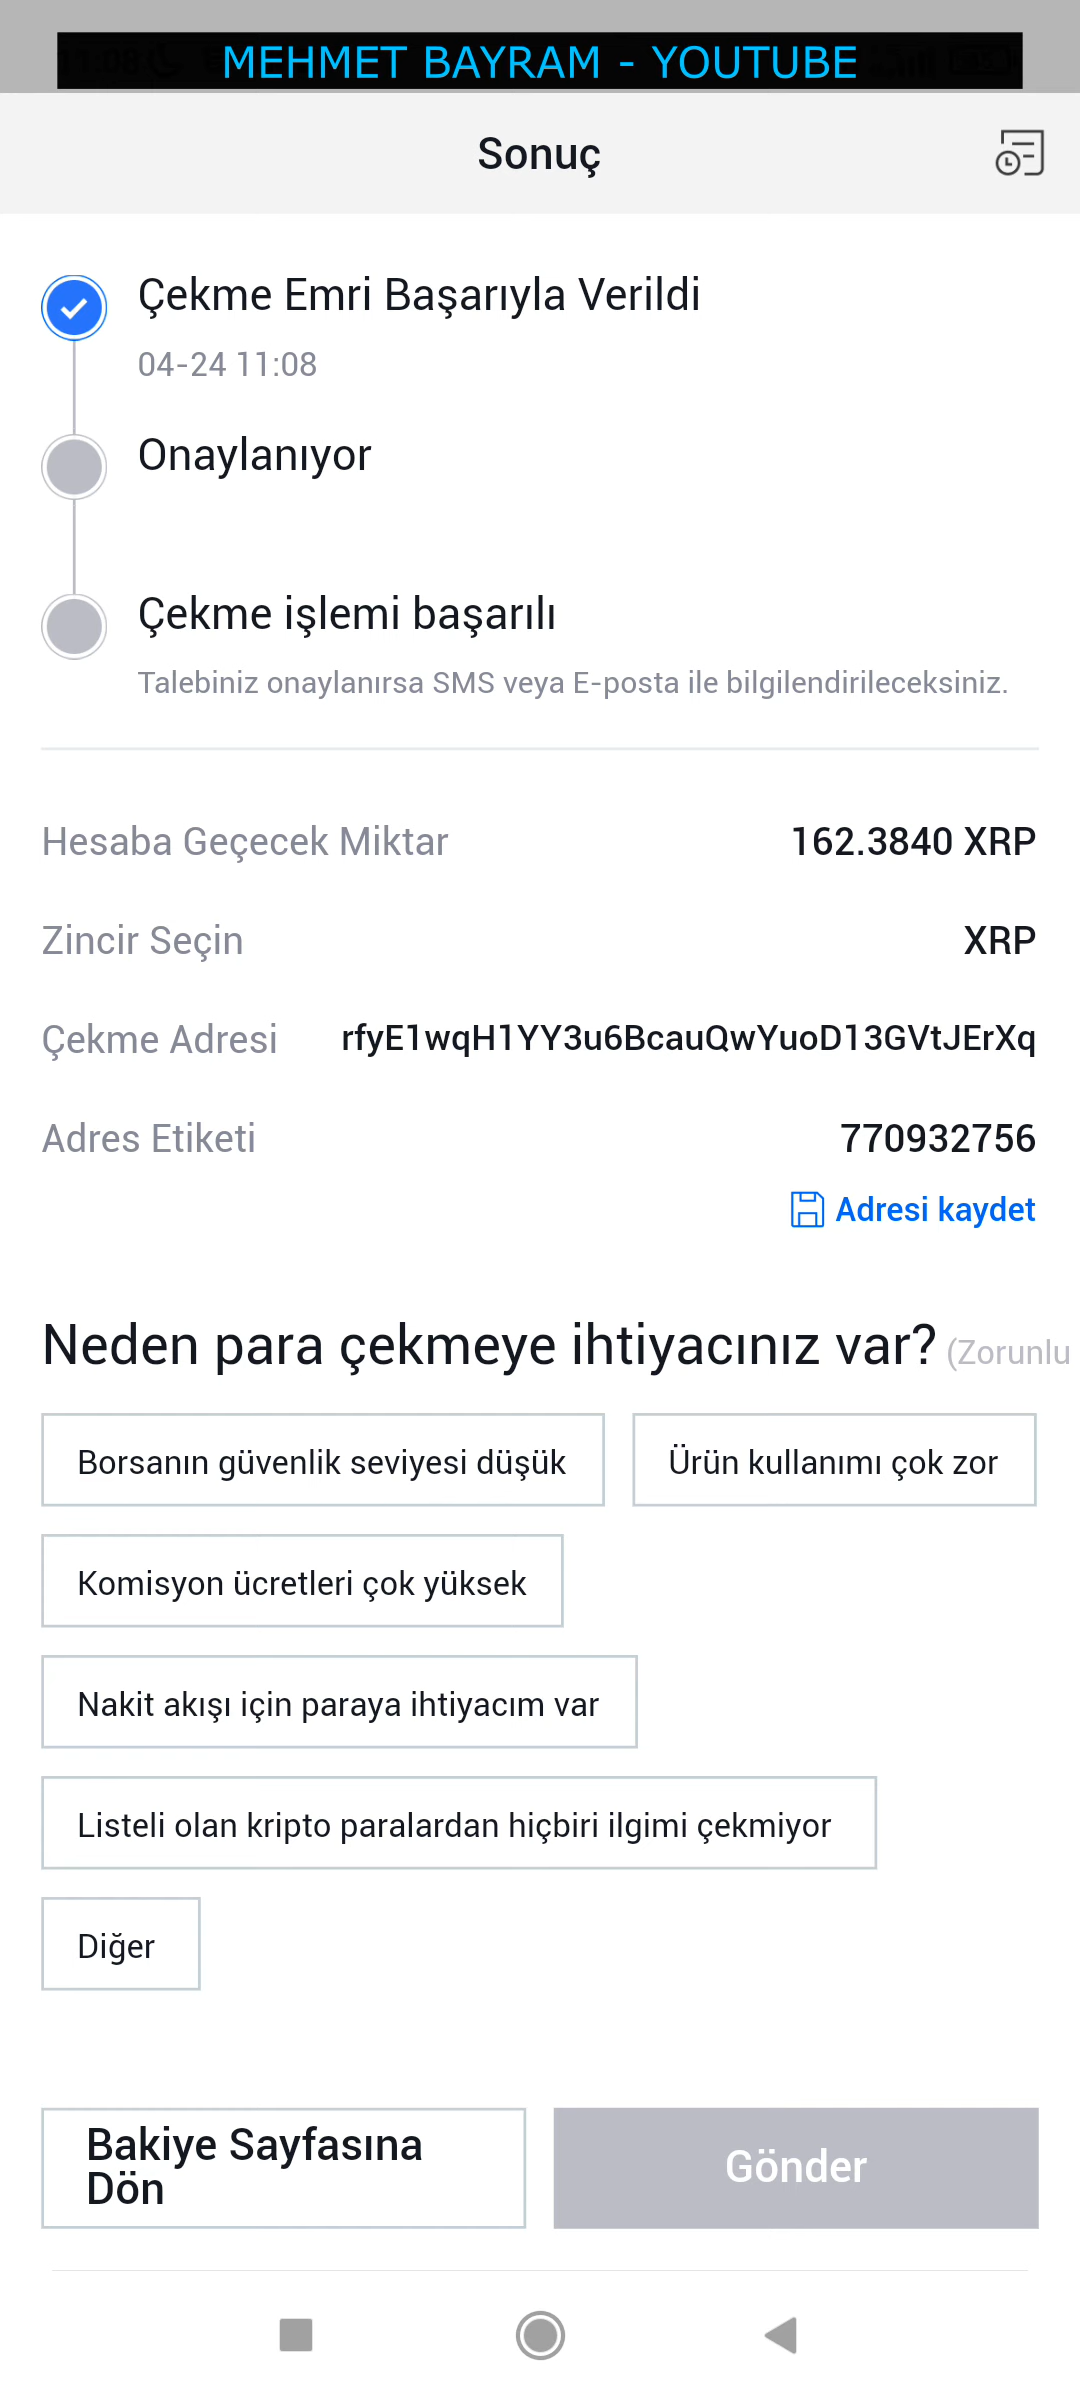 MEHMET BAYRAM - YOUTUBE
Sonuç
Çekme Emri Başarıyla Verildi
04-24 11:08
Onaylanıyor
Çekme işlemi başarılı
Talebiniz onaylanırsa SMS veya E-posta ile bilgilendirileceksiniz.
Hesaba Geçecek Miktar 162.3840 XRP
Zincir Seçin XRP
Çekme Adresi rfyE1wqH1YY3u6BcauQwYuoD13GVtJErXq
Adres Etiketi 770932756
Adresi kaydet
Neden para çekmeye ihtiyacınız var? (Zorunlu
Borsanın güvenlik seviyesi düşük Ürün kullanımı çok zor
Komisyon ücretleri çok yüksek
Nakit akışı için paraya ihtiyacım var
Listeli olan kripto paralardan hiçbiri ilgimi çekmiyor
Diğer
Bakiye Sayfasına
Dön
Gönder